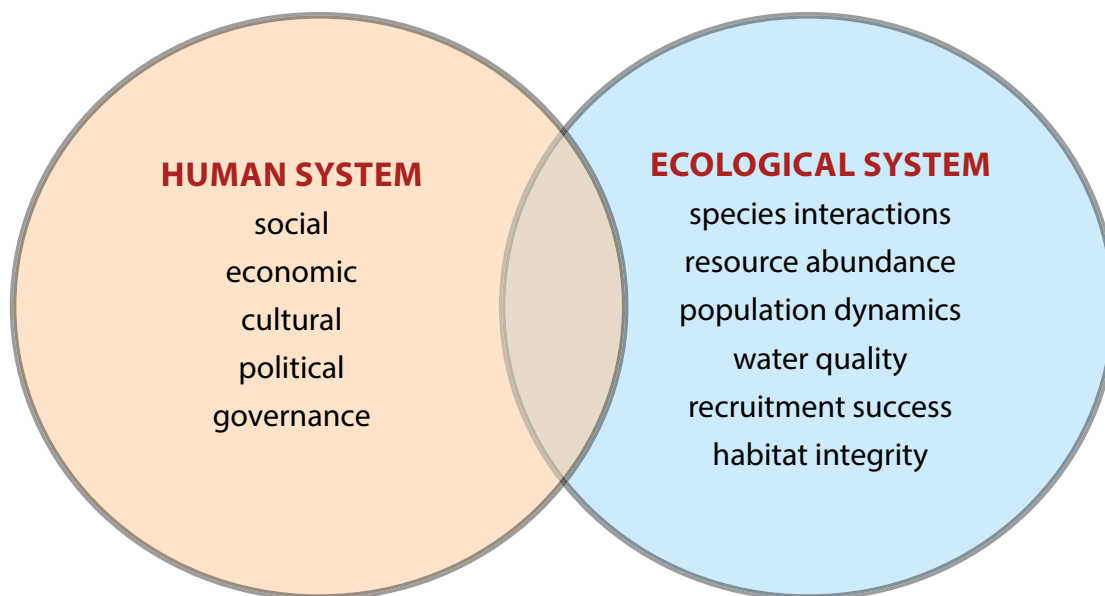 HUMAN SYSTEM
social
economic
cultural
political
governance
ECOLOGICAL SYSTEM
species interactions
resource abundance
population dynamics
water quality
recruitment success
habitat integrity